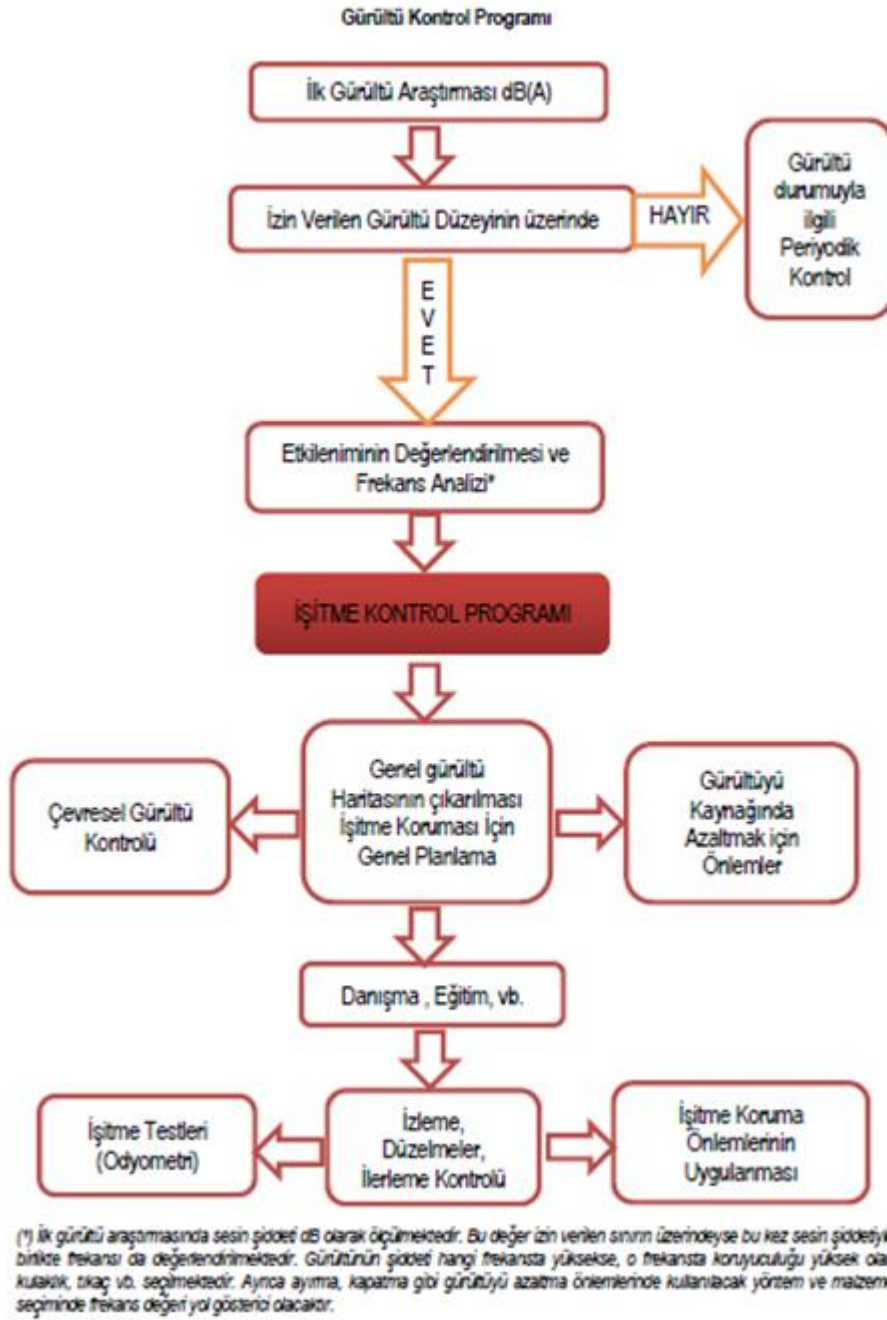 Gürültü Kontrol Programı
İlk Gürültü Araştırması dB(A)
İzin Verilen Gürültü Düzeyinin üzerinde
HAYIR
Gürültü
durumuyla
ilgili
Periyodik
Kontrol
E
V
E
T
Etkileniminin Değerlendirilmesi ve
Frekans Analizi*
İŞİTME KONTROL PROGRAMI
Genel gürültü
Haritasının çıkarılması
İşitme Koruması İçin
Genel Planlama
Çevresel Gürültü
Kontrolü
Gürültüyü
Kaynağında
Azaltmak için
Önlemler
Danışma , Eğitim, vb.
İzleme,
Düzelmeler,
İlerleme Kontrolü
İşitme Testleri
(Odyometri)
İşitme Koruma
Önlemlerinin
Uygulanması
(*) İlk gürültü araştırmasında sesin şiddeti dB olarak ölçülmektedir. Bu değer izin verilen sınırın üzerindeyse bu kez sesin şiddetiyl
birlikte frekansı da değerlendirilmektedir. Gürültünün şiddeti hangi frekansta yüksekse, o frekansta koruyuculuğu yüksek olan
kulaklık, tıkaç vb. seçilmektedir. Ayrıca ayırma, kapatma gibi gürültüyü azaltma önlemlerinde kullanılacak yöntem ve malzeme
seçiminde frekans değeri yol gösterici olacaktır.